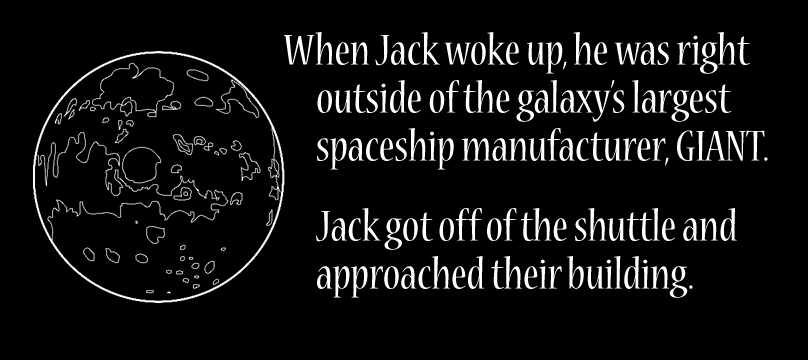 When Jack woke up, he was right
outside of the galaxy's largest
spaceship manufacturer, GIANT.
Jack got off of the shuttle and
approached their building.